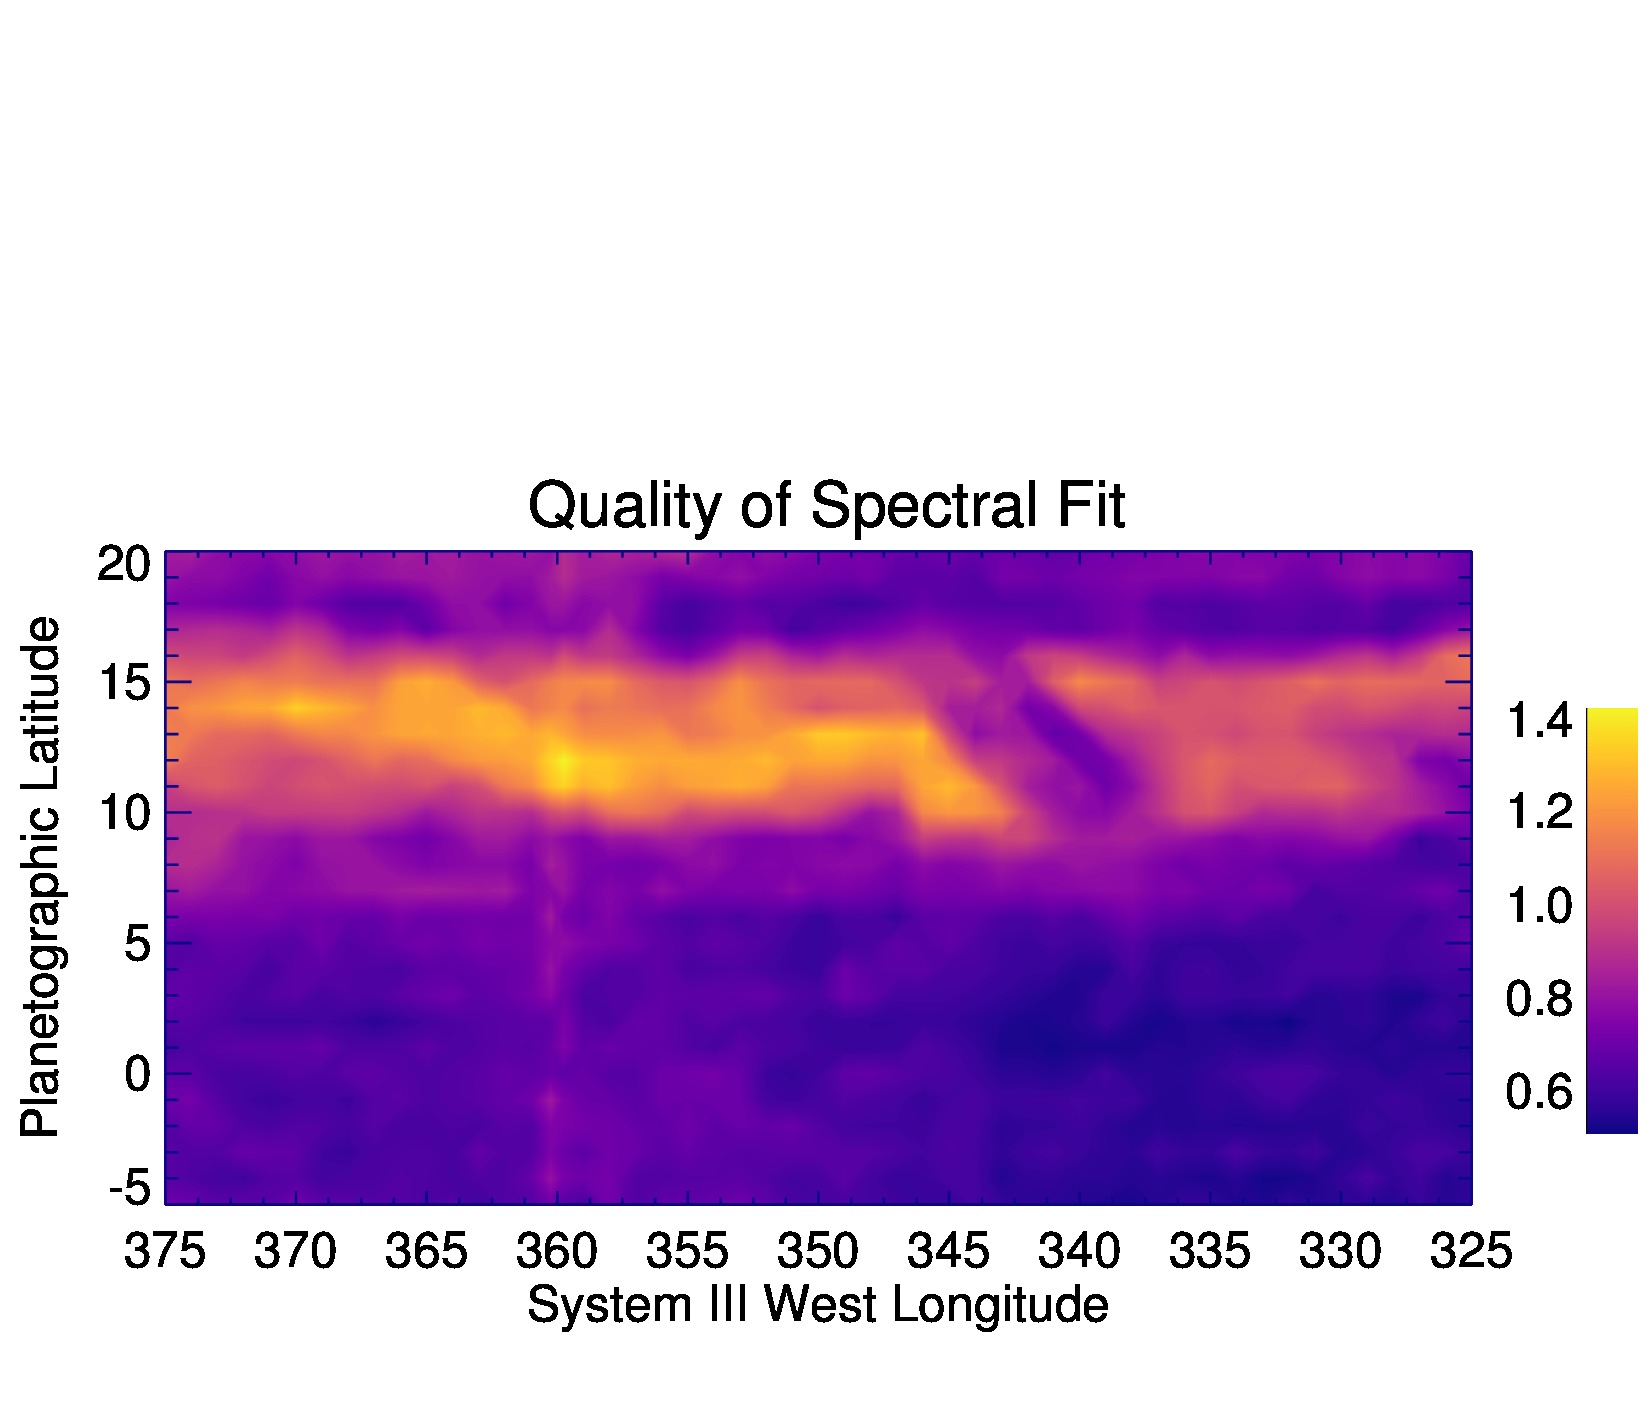 Quality of Spectral Fit
20
15
10
5
0
-5
Planetographic Latitude
375 370 365 360 355 350 345 340 335 330 325
System III West Longitude
1.4
1.2
1.0
0.8
0.6